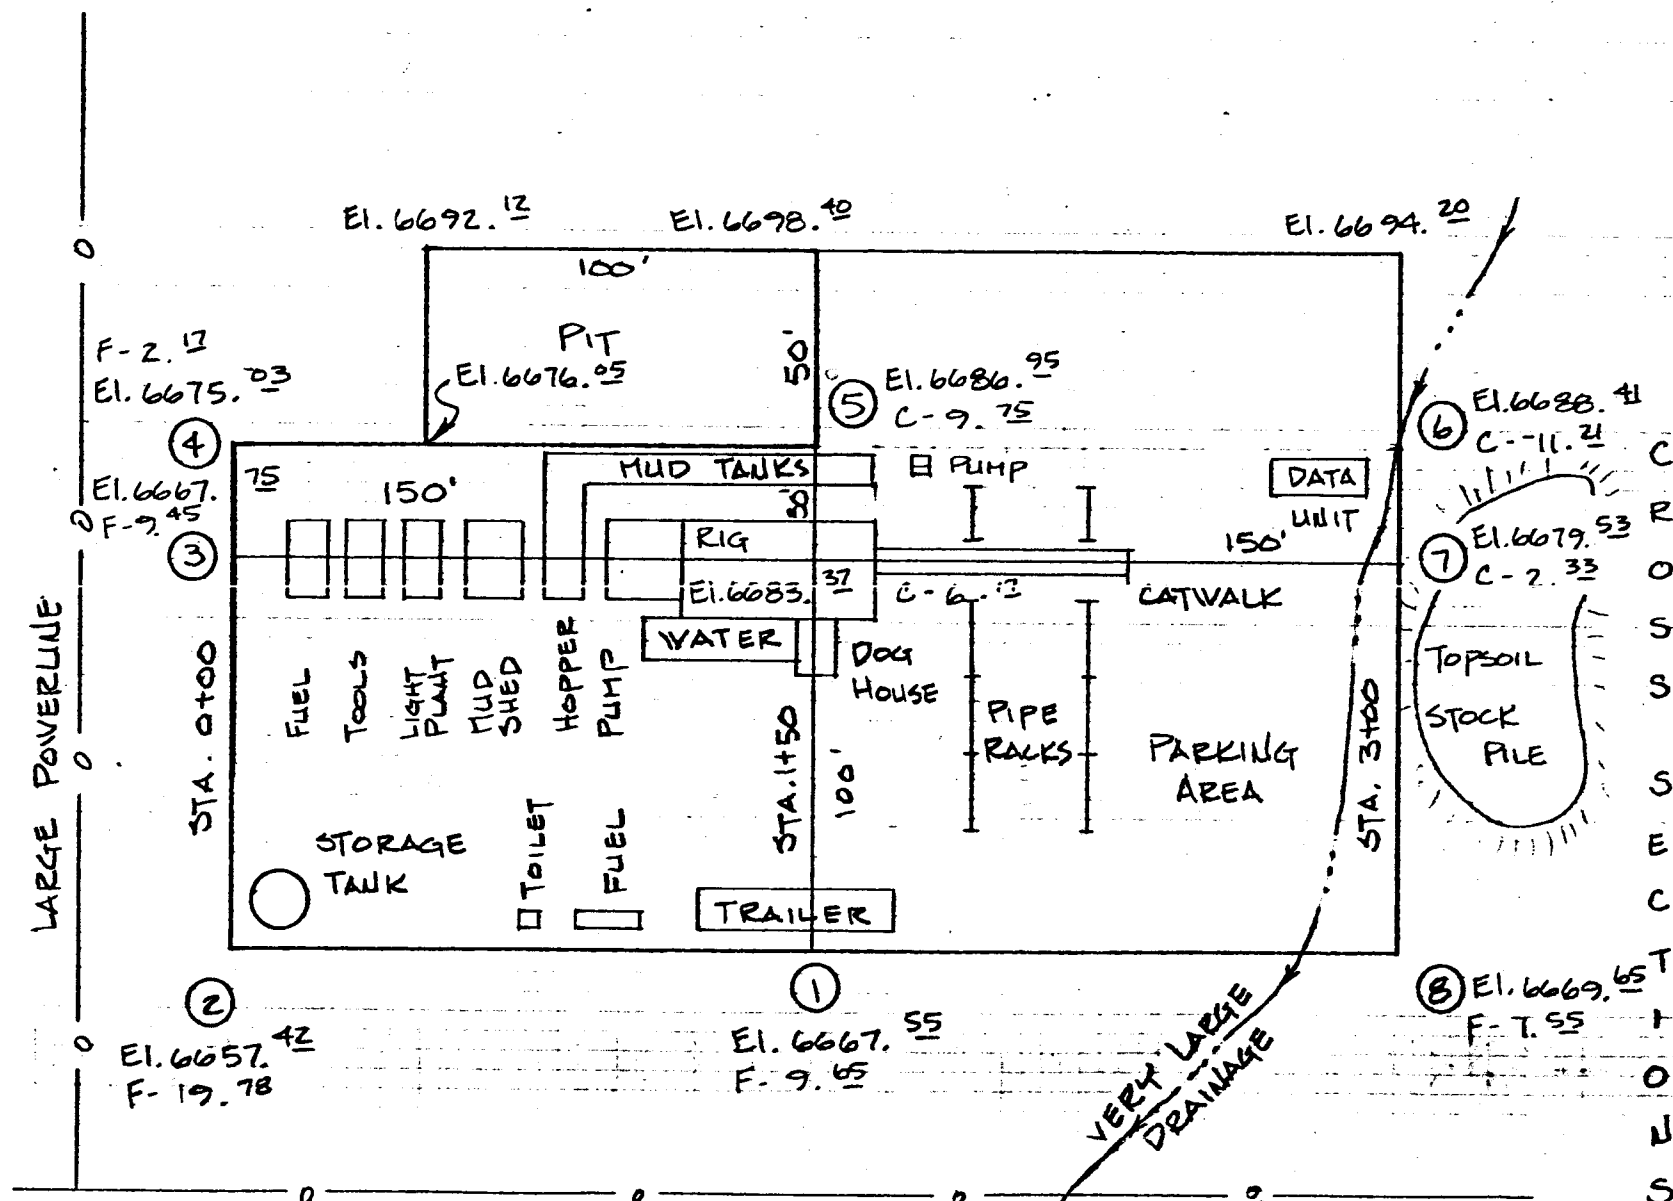 El. 6692.12
El. 6698.40
El. 6694.20
100'
PIT
50'
F-2.17
El. 6675.03
El. 6676.05
5
El. 6686.95
C-9.75
6
El. 6688.41
C-11.21
4
El. 6667.75
F-9.45
3
150'
MUD TANKS
50'
PUMP
DATA
UNIT
150'
7
El. 6679.53
C-2.33
RIG
El. 6683.37
C-6.17
CATWALK
WATER
DOG
HOUSE
FUEL
TOOLS
LIGHT
PLANT
MUD
SHED
HOPPER
PUMP
PIPE
RACKS
PARKING
AREA
TOPSOIL
STOCK
PILE
LARGE POWERLINE
STA. 0+00
STA. 1+50
100'
STA. 3+00
STORAGE
TANK
TOILET
FUEL
TRAILER
2
El. 6657.42
F-19.78
1
El. 6667.55
F-9.65
8
El. 6669.65
F-7.55
VERY LARGE
DRAINAGE
CROSS SECTIONS